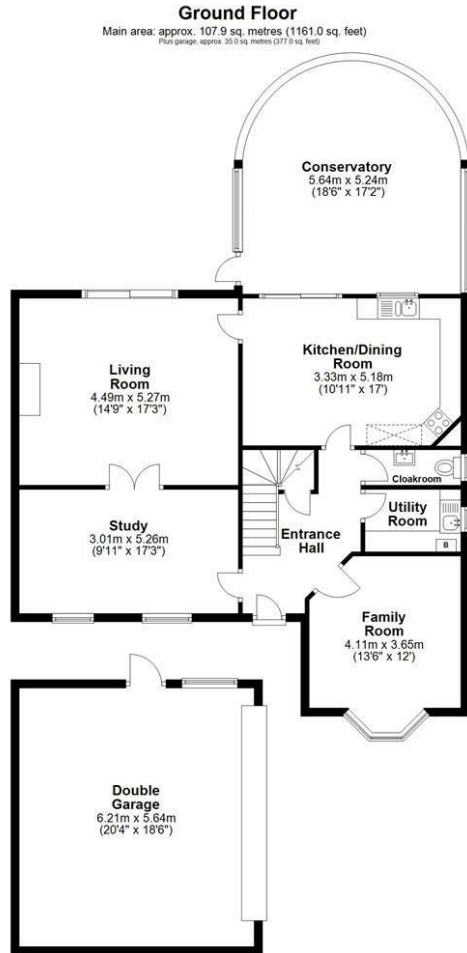 Ground Floor
Main area: approx. 107.9 sq. metres (1161.0 sq. feet)
Plus garage, approx. 35.0 sq. metres (377.0 sq. feet)
Conservatory
5.64m x 5.24m
(18'6" x 17'2")
Living
Room
4.49m x 5.27m
(14'9" x 17'3")
Kitchen/Dining
Room
3.33m x 5.18m
(10'11" x 17')
Cloakroom
Utility
Room
B
Study
3.01m x 5.26m
(9'11" x 17'3")
Entrance
Hall
Family
Room
4.11m x 3.65m
(13'6" x 12')
Double
Garage
6.21m x 5.64m
(20'4" x 18'6")